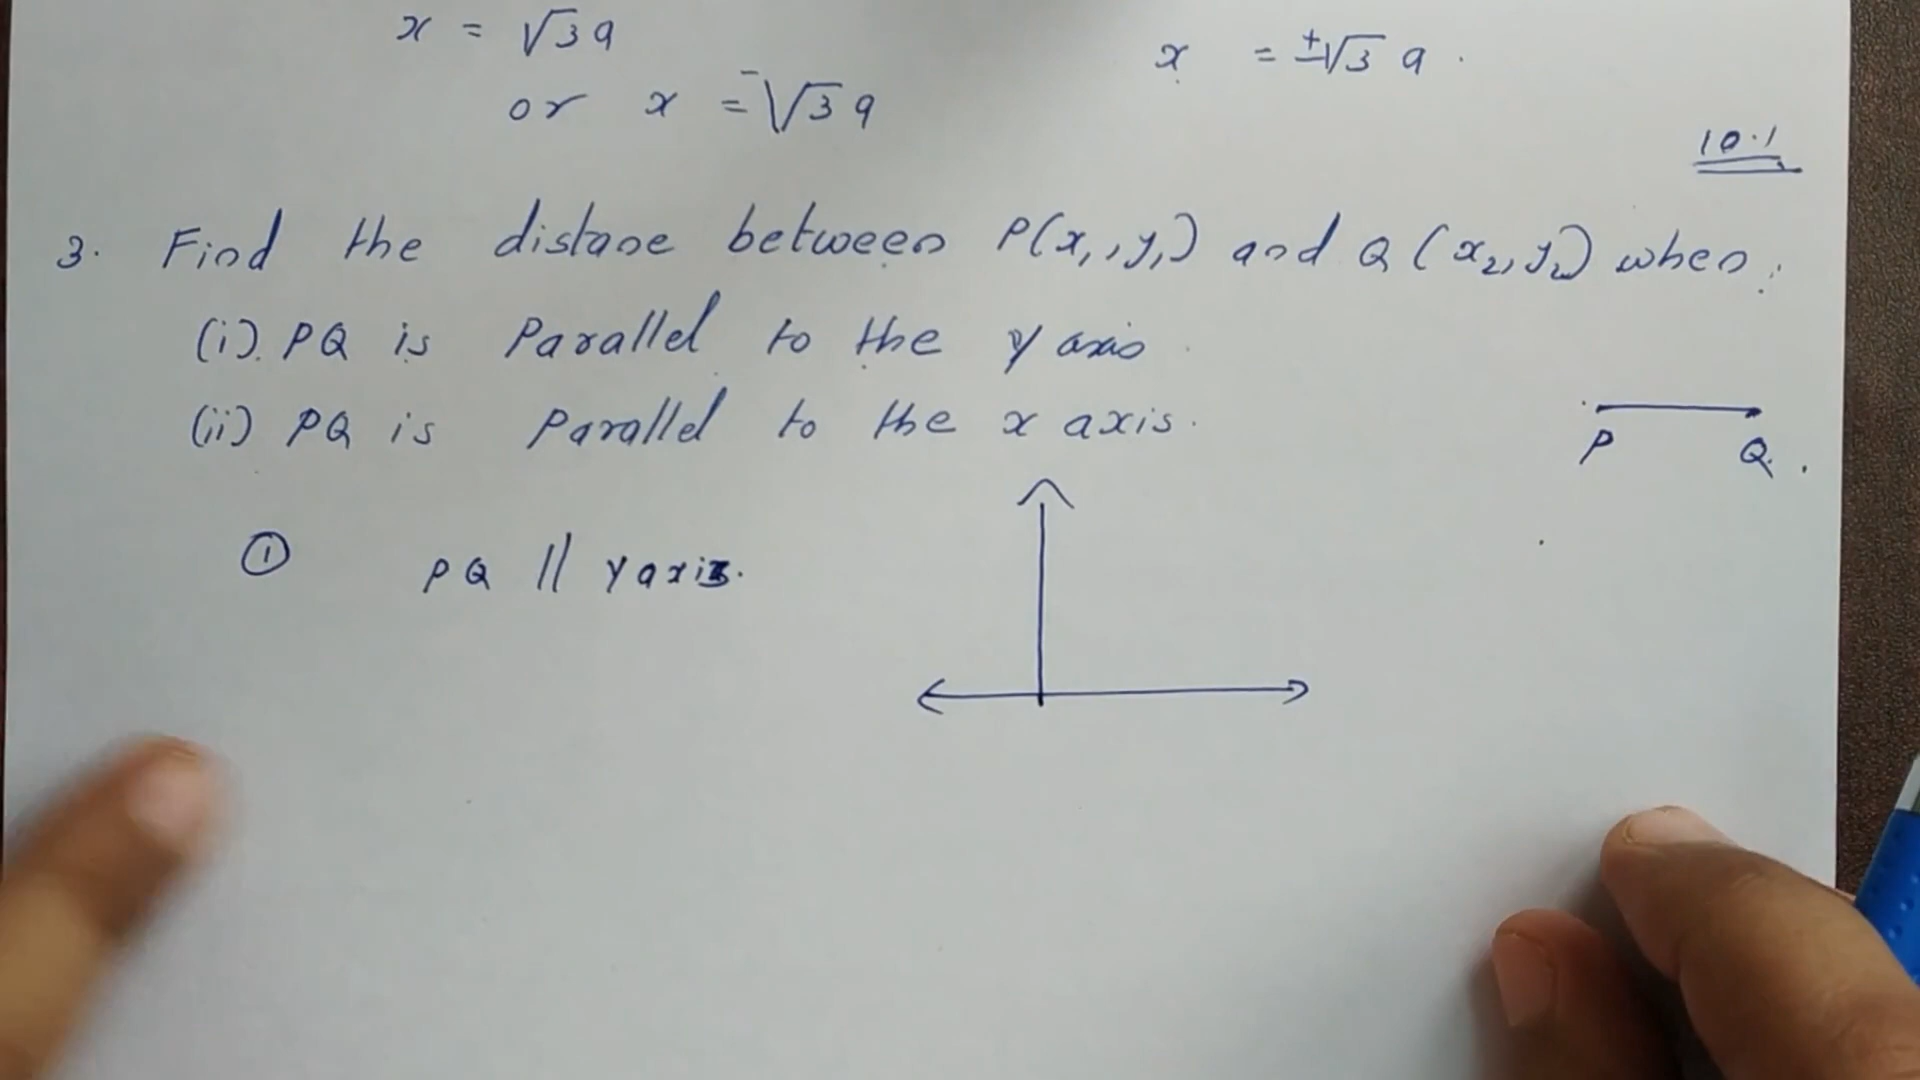 x = √3 a
or x = -√3 a
x = ±√3 a.
10.1
3. Find the distane between P(x₁, y₁) and Q (x₂, y₂) when :
(i). PQ is Parallel to the y axis.
(ii) PQ is Parallel to the x axis.
P Q.
① PQ || Y axis.